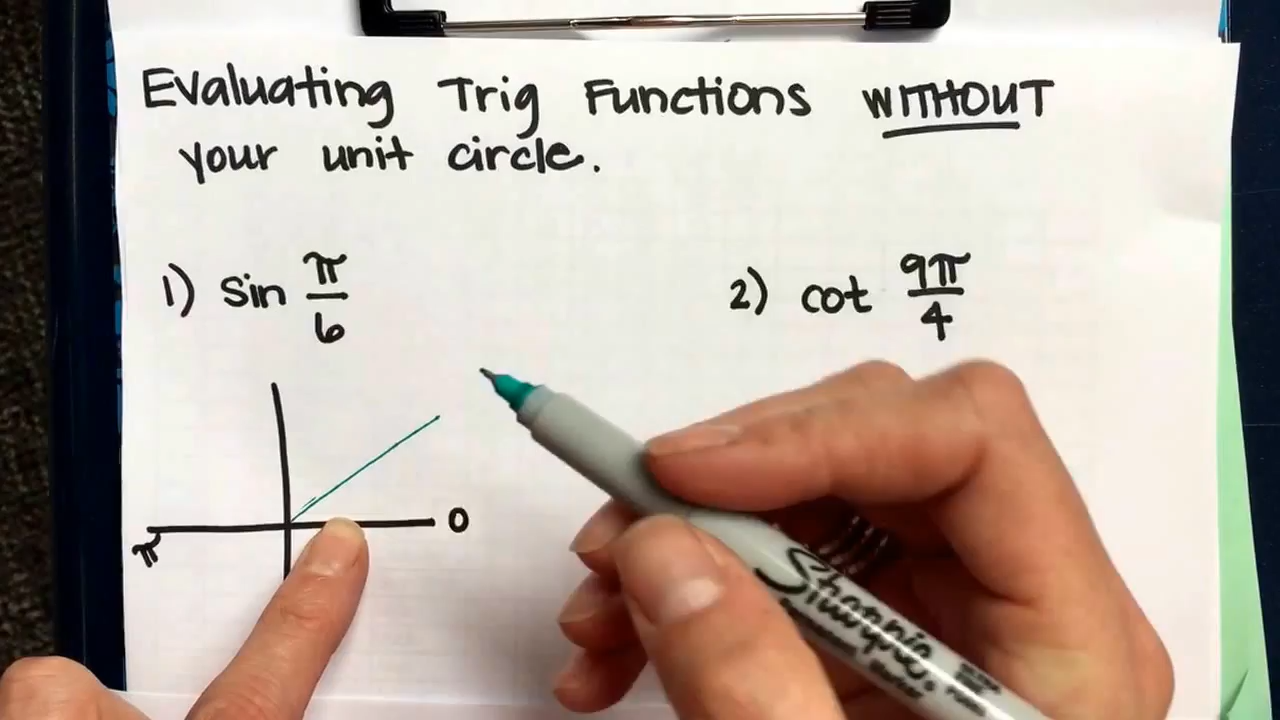 Evaluating Trig Functions WITHOUT
your unit circle.
1) sin π/6
2) cot 9π/4
π 0
Sharpie